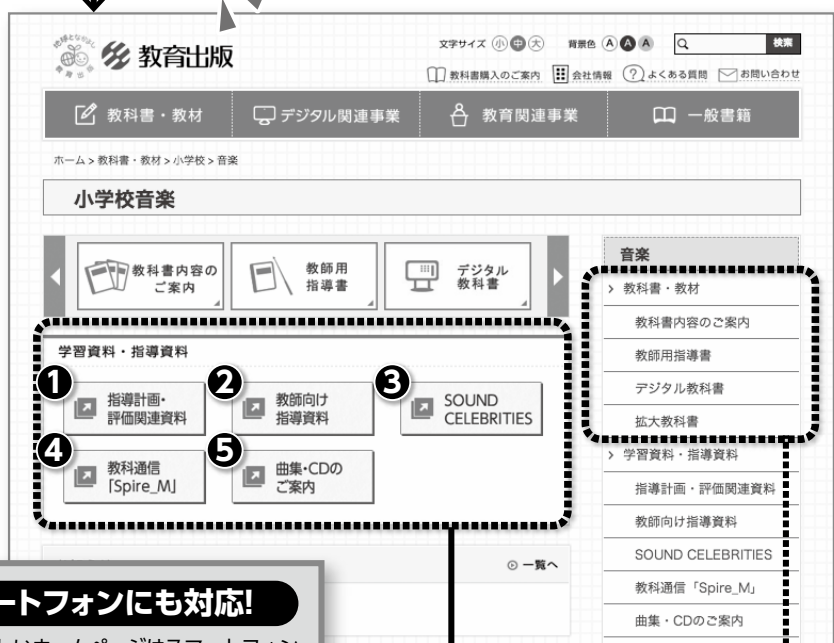 地球となかよし
教育出版
教育出版
文字サイズ 小 中 大 背景色 A A A 検索
教科書購入のご案内 会社情報 ? よくある質問 お問い合わせ
教科書・教材 デジタル関連事業 教育関連事業 一般書籍
ホーム > 教科書・教材 > 小学校 > 音楽
小学校音楽
教科書内容の
ご案内
教師用
指導書
デジタル
教科書
学習資料・指導資料
1 指導計画・
評価関連資料
2 教師向け
指導資料
3 SOUND
CELEBRITIES
4 教科通信
「Spire_M」
5 曲集・CDの
ご案内
一覧へ
音楽
> 教科書・教材
教科書内容のご案内
教師用指導書
デジタル教科書
拡大教科書
> 学習資料・指導資料
指導計画・評価関連資料
教師向け指導資料
SOUND CELEBRITIES
教科通信「Spire_M」
曲集・CDのご案内
ートフォンにも対応!